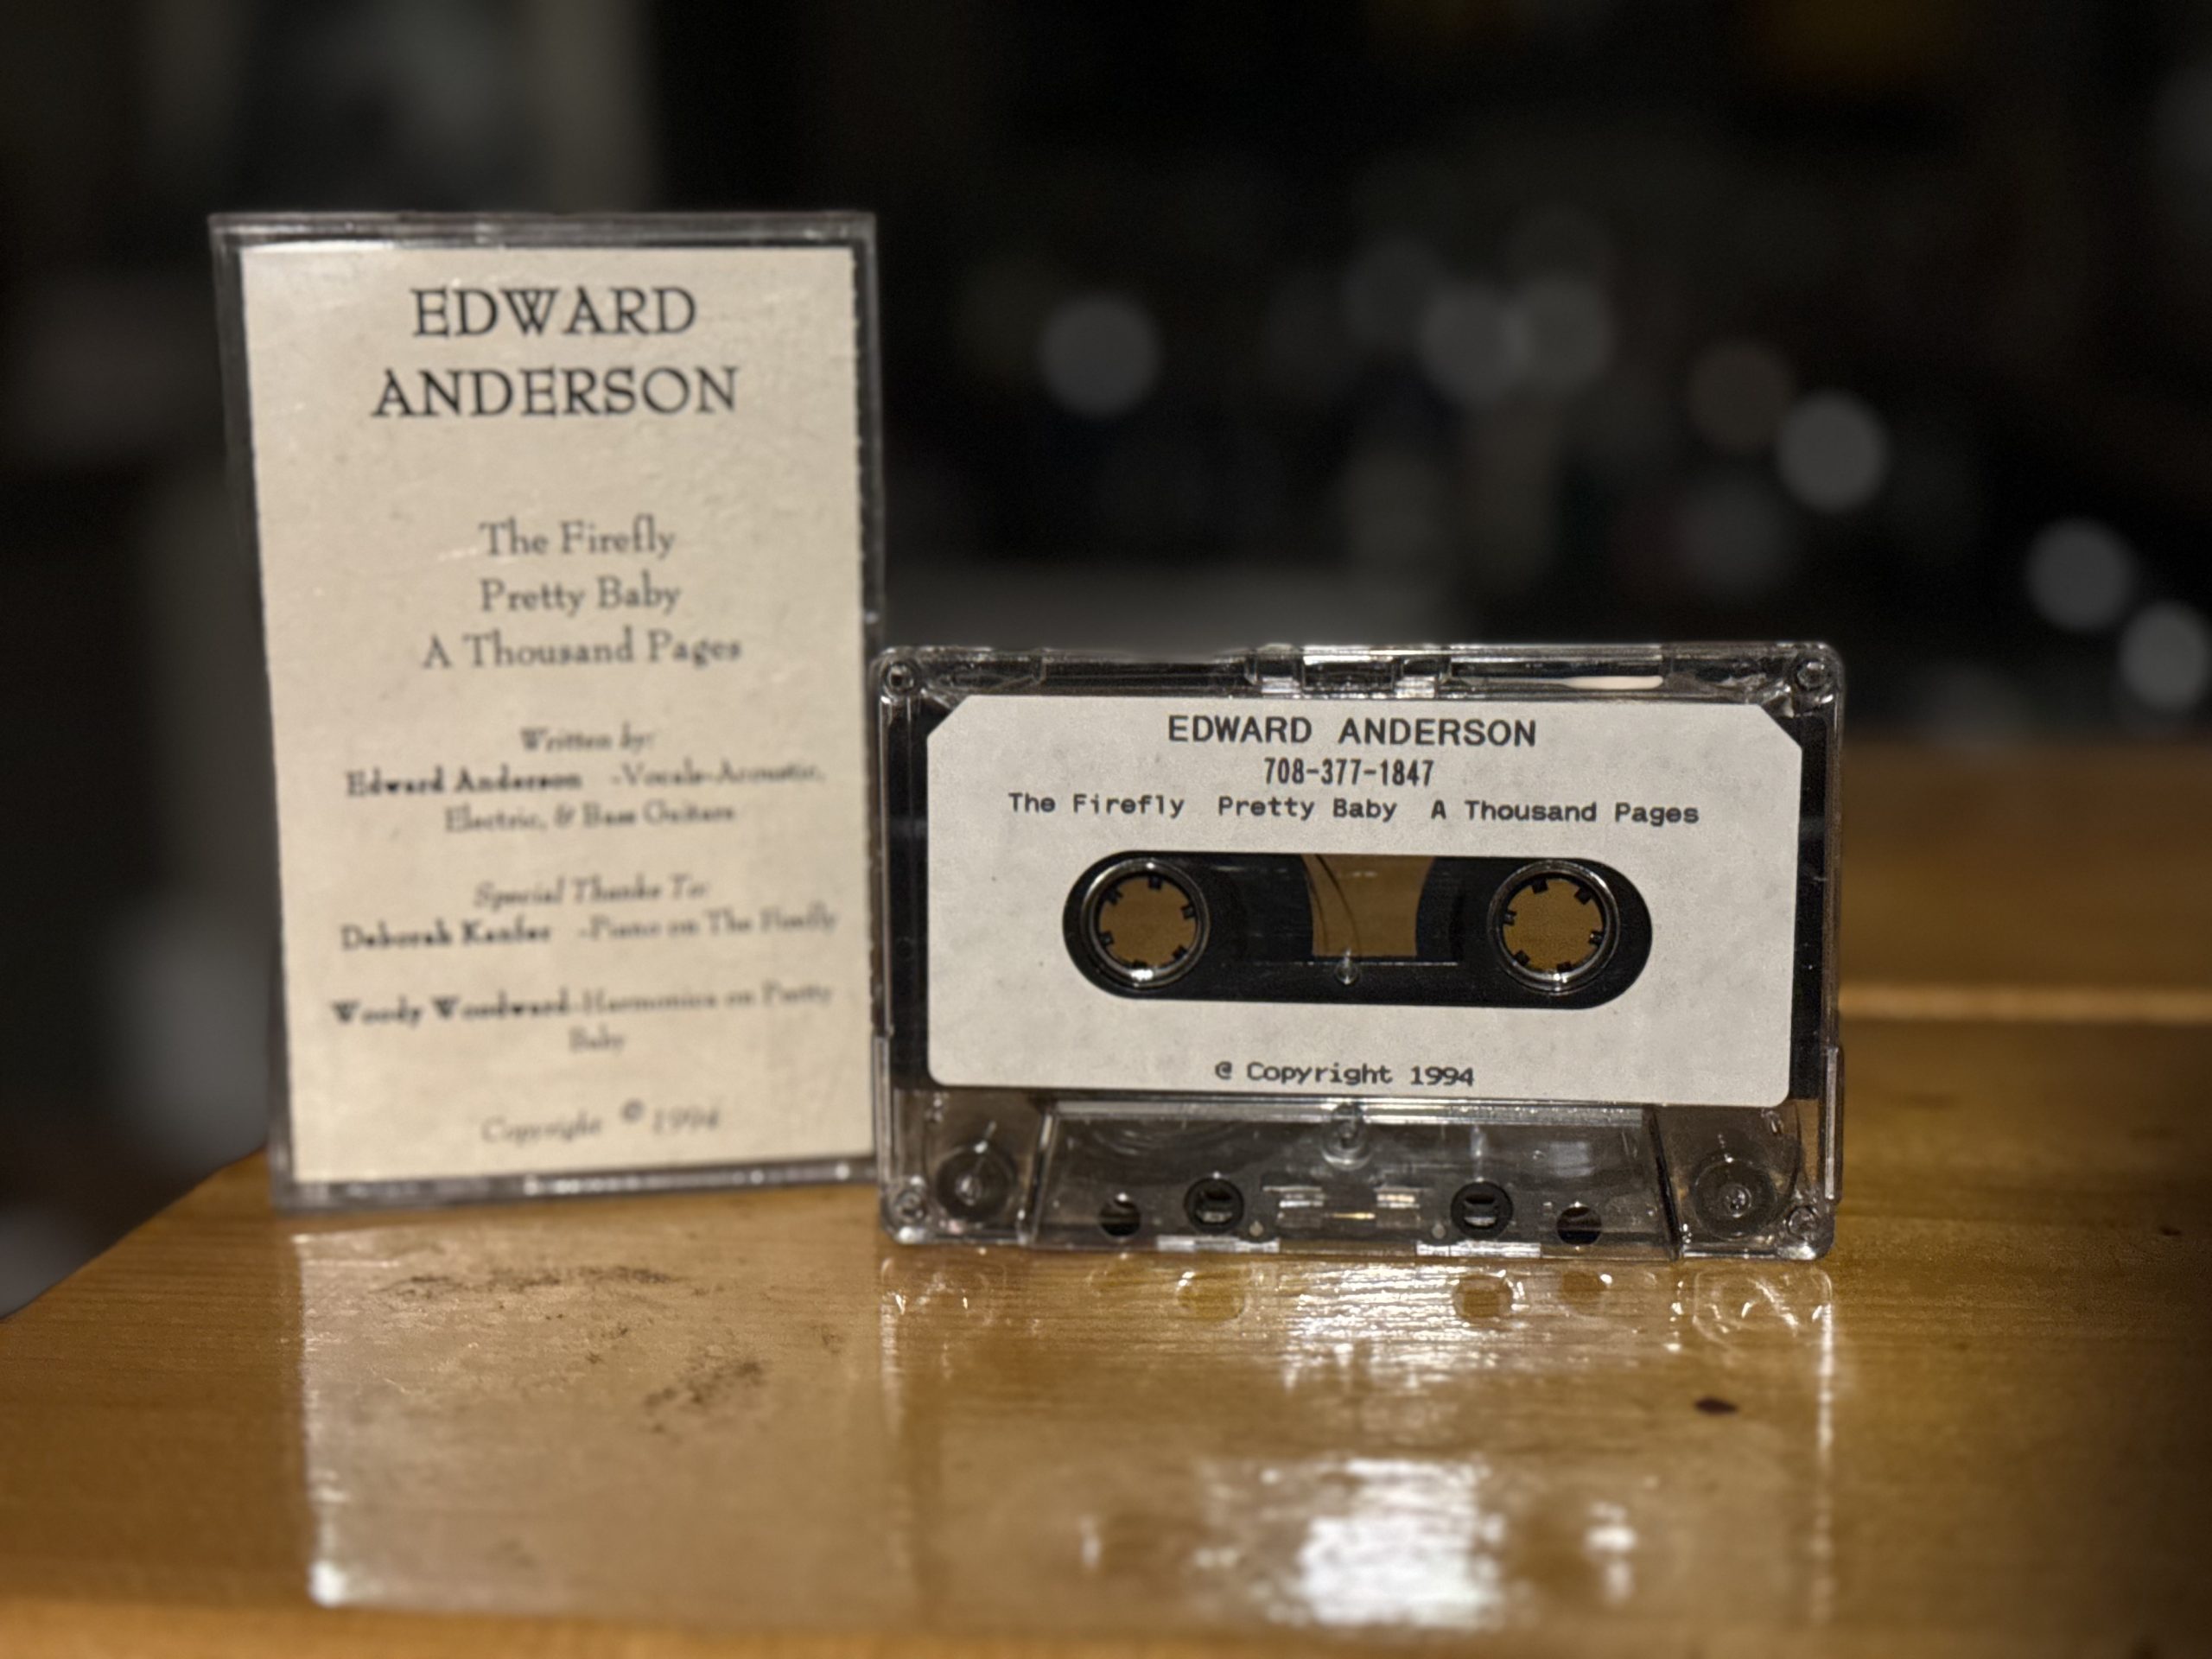 EDWARD
ANDERSON
The Firefly
Pretty Baby
A Thousand Pages
Written by:
Edward Anderson -Vocals-Acoustic,
Electric, & Bass Guitars
Special Thanks To:
Deborah -Piano on The Firefly
Woody Woodward-Harmonica on Pretty
Baby
Copyright © 1994
EDWARD ANDERSON
708-377-1847
The Firefly Pretty Baby A Thousand Pages
@ Copyright 1994